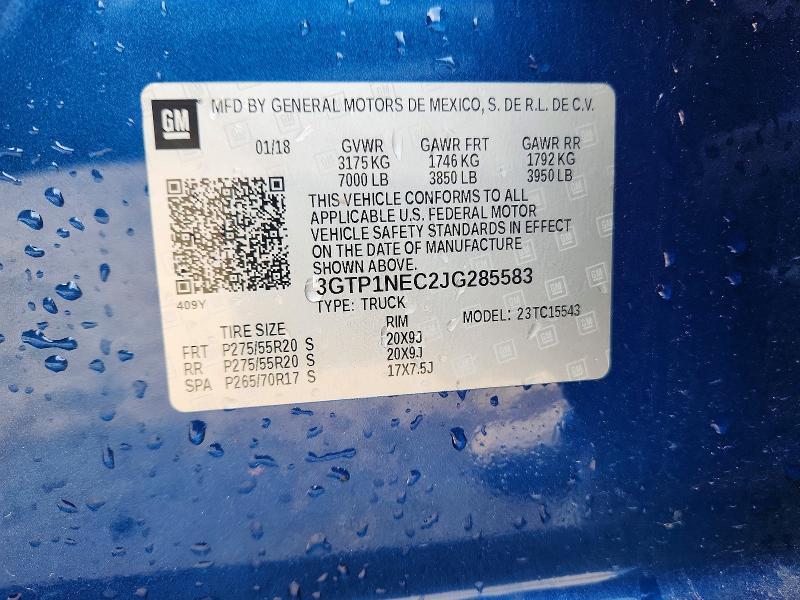 GM
MFD BY GENERAL MOTORS DE MEXICO, S. DE R.L. DE C.V.
01/18 GVWR GAWR FRT GAWR RR
3175 KG 1746 KG 1792 KG
7000 LB 3850 LB 3950 LB
THIS VEHICLE CONFORMS TO ALL
APPLICABLE U.S. FEDERAL MOTOR
VEHICLE SAFETY STANDARDS IN EFFECT
ON THE DATE OF MANUFACTURE
SHOWN ABOVE.
409Y
3GTP1NEC2JG285583
TYPE: TRUCK MODEL: 23TC15543
TIRE SIZE RIM
FRT P275/55R20 S 20X9J
RR P275/55R20 S 20X9J
SPA P265/70R17 S 17X7.5J